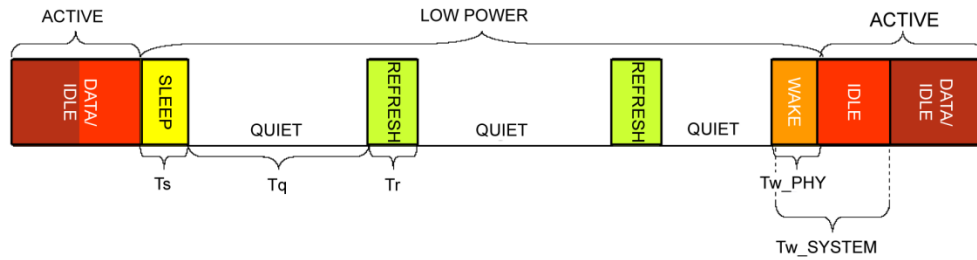 ACTIVE
LOW POWER
ACTIVE
DATA/
IDLE
SLEEP
QUIET
REFRESH
QUIET
REFRESH
QUIET
WAKE
IDLE
DATA/
IDLE
Ts
Tq
Tr
Tw_PHY
Tw_SYSTEM